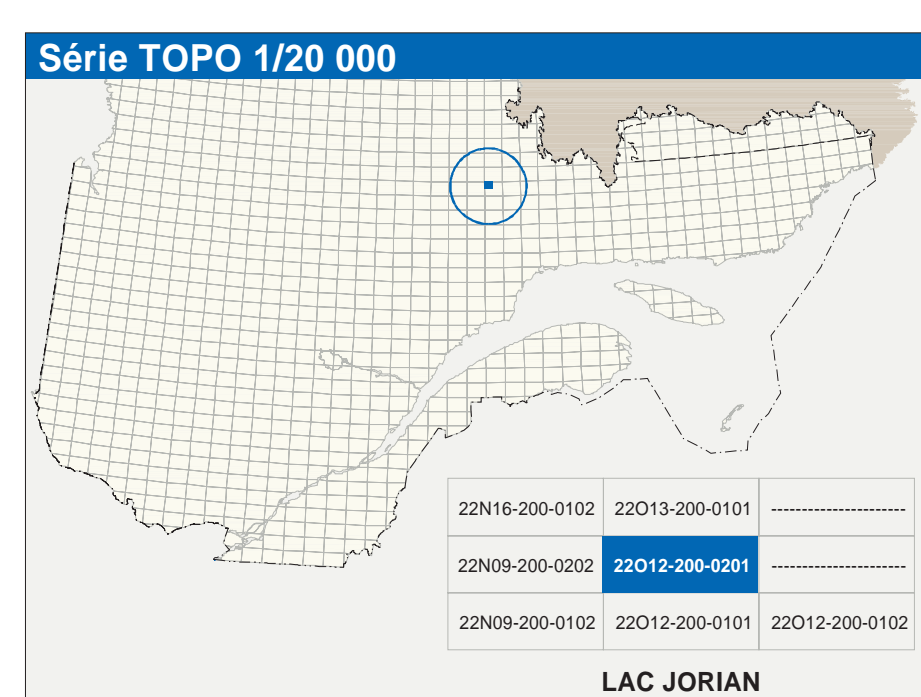 Série TOPO 1/20 000
22N16-200-0102 22O13-200-0101 ----------------------
22N09-200-0202 22O12-200-0201 ----------------------
22N09-200-0102 22O12-200-0101 22O12-200-0102
LAC JORIAN